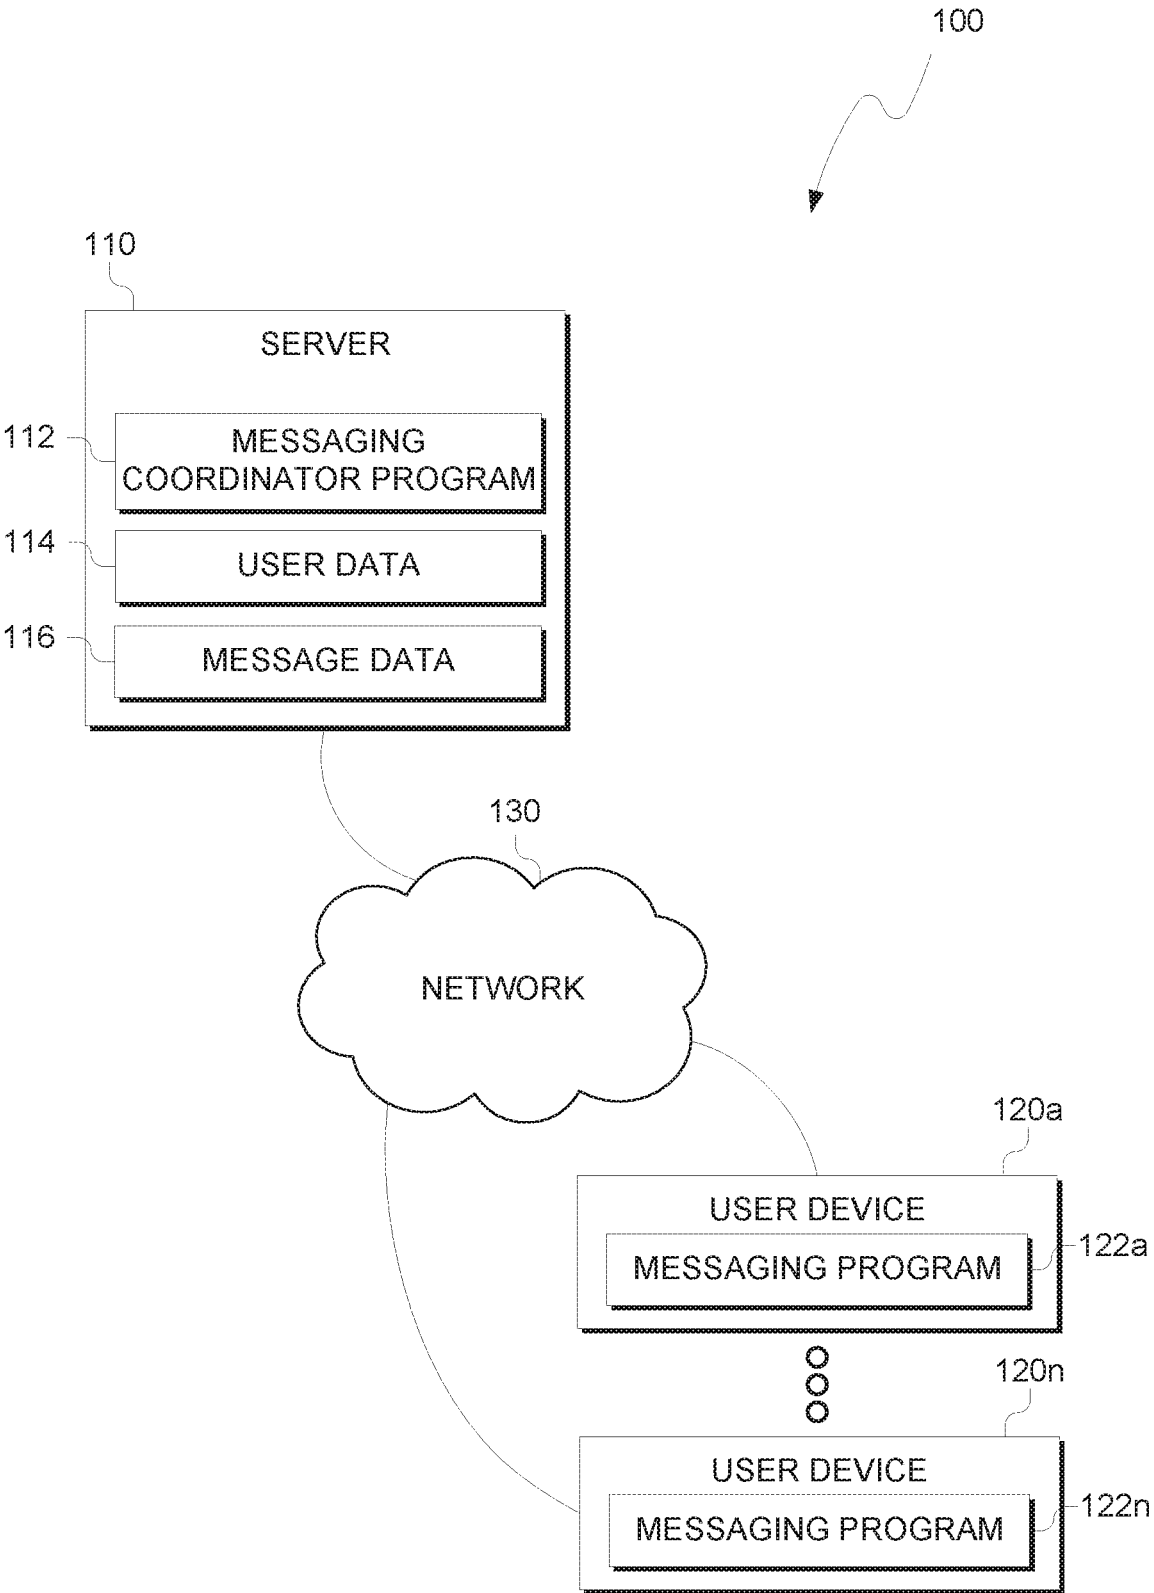 100
110
SERVER
112
MESSAGING
COORDINATOR PROGRAM
114
USER DATA
116
MESSAGE DATA
130
NETWORK
120a
USER DEVICE
MESSAGING PROGRAM
122a
120n
USER DEVICE
MESSAGING PROGRAM
122n